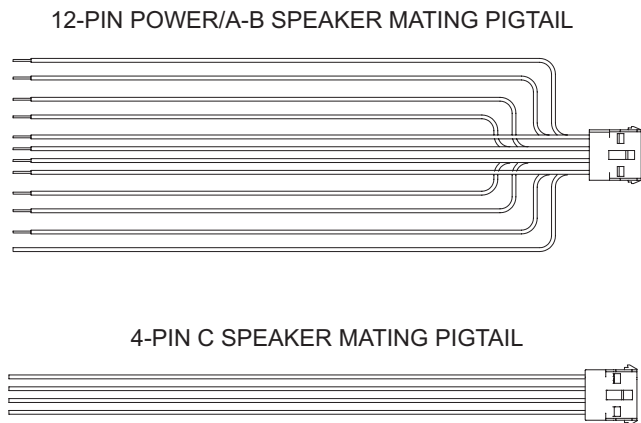 12-PIN POWER/A-B SPEAKER MATING PIGTAIL
4-PIN C SPEAKER MATING PIGTAIL